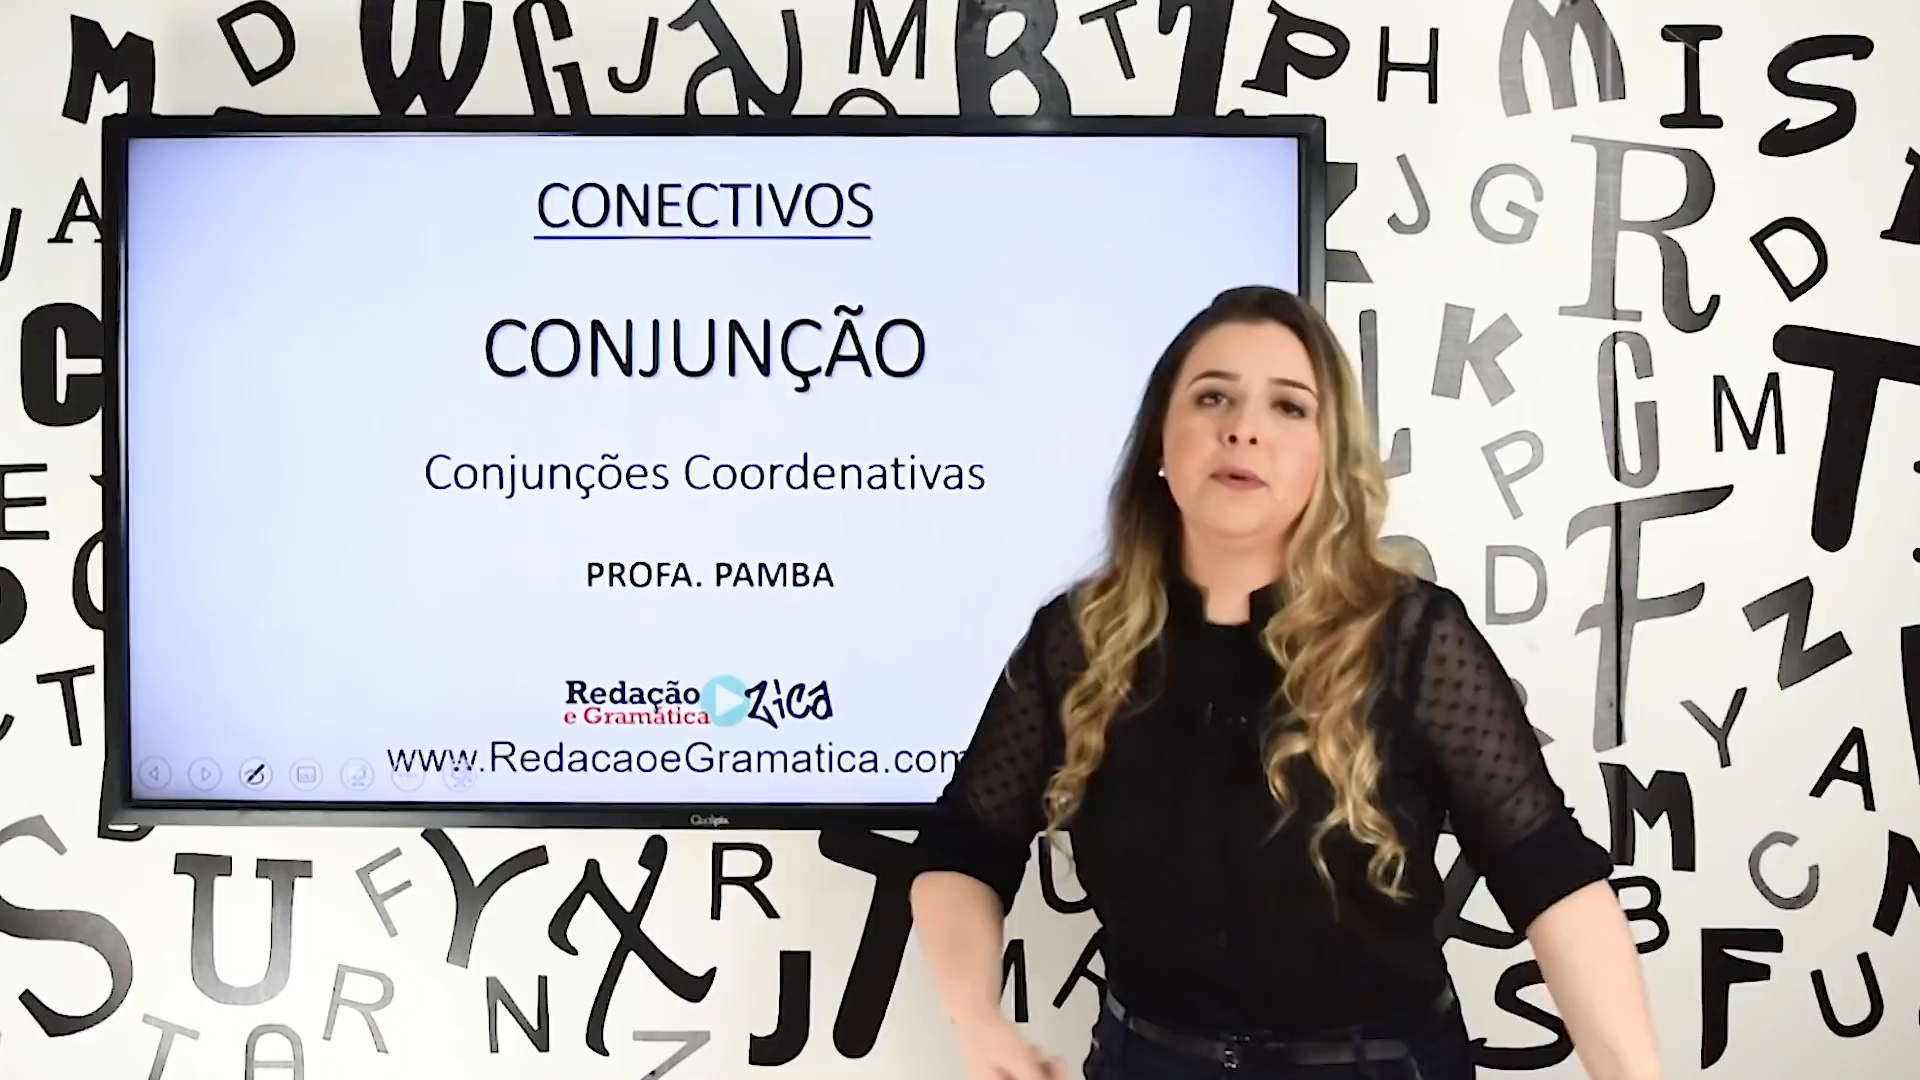 CONECTIVOS
CONJUNÇÃO
Conjunções Coordenativas
PROFA. PAMBA
Redação
e Gramática
zica
www.RedacaoeGramatica.com